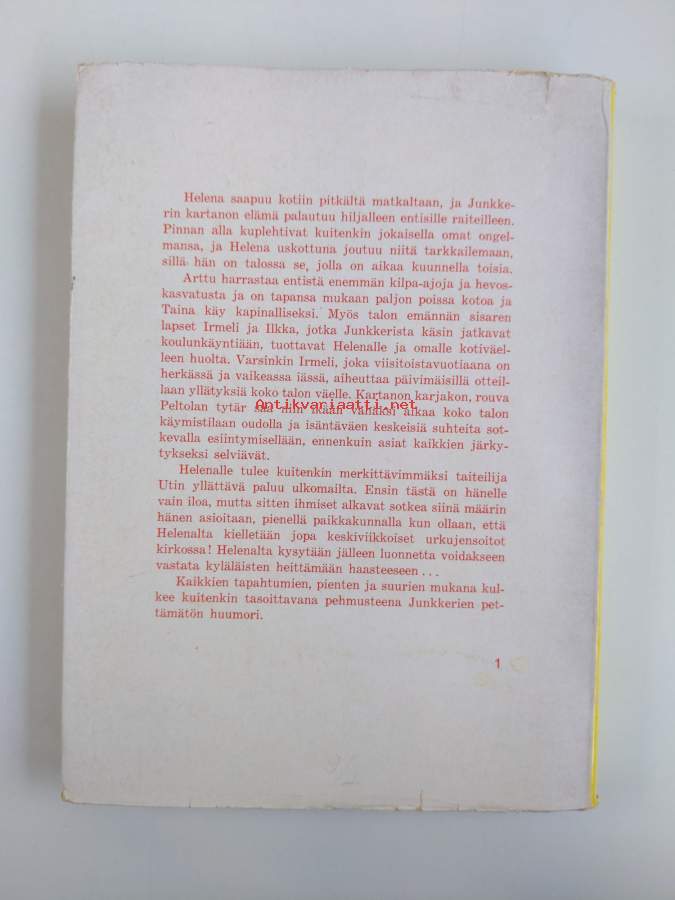 Helena saapuu kotiin pitkältä matkaltaan, ja Junkke-
rin kartanon elämä palautuu hiljalleen entisille raiteilleen.
Pinnan alla kuplehtivat kuitenkin jokaisella omat ongel-
mansa, ja Helena uskottuna joutuu niitä tarkkailemaan,
sillä hän on talossa se, jolla on aikaa kuunnella toisia.
Arttu harrastaa entistä enemmän kilpa-ajoja ja hevos-
kasvatusta ja on tapansa mukaan paljon poissa kotoa ja
Taina käy kapinalliseksi. Myös talon emännän sisaren
lapset Irmeli ja Ilkka, jotka Junkkerista käsin jatkavat
koulunkäyntiään, tuottavat Helenalle ja omalle kotiväel-
leen huolta. Varsinkin Irmeli, joka viisitoistavuotiaana on
herkässä ja vaikeassa iässä, aiheuttaa päivimäisillä otteil-
laan yllätyksiä koko talon väelle. Kartanon karjakon, rouva
Antikvariaatti.net
Peltolan tytär saa niin ikään vähäksi aikaa koko talon
käymistilaan oudolla ja isäntäväen keskeisiä suhteita sot-
kevalla esiintymisellään, ennenkuin asiat kaikkien järky-
tykseksi selviävät.
Helenalle tulee kuitenkin merkittävimmäksi taiteilija
Utin yllättävä paluu ulkomailta. Ensin tästä on hänelle
vain iloa, mutta sitten ihmiset alkavat sotkea siinä määrin
hänen asioitaan, pienellä paikkakunnalla kun ollaan, että
Helenalta kielletään jopa keskiviikkoiset urkujensoitot
kirkossa! Helenalta kysytään jälleen luonnetta voidakseen
vastata kyläläisten heittämään haasteeseen ...
Kaikkien tapahtumien, pienten ja suurien mukana kul-
kee kuitenkin tasoittavana pehmusteena Junkkerien pet-
tämätön huumori.
1